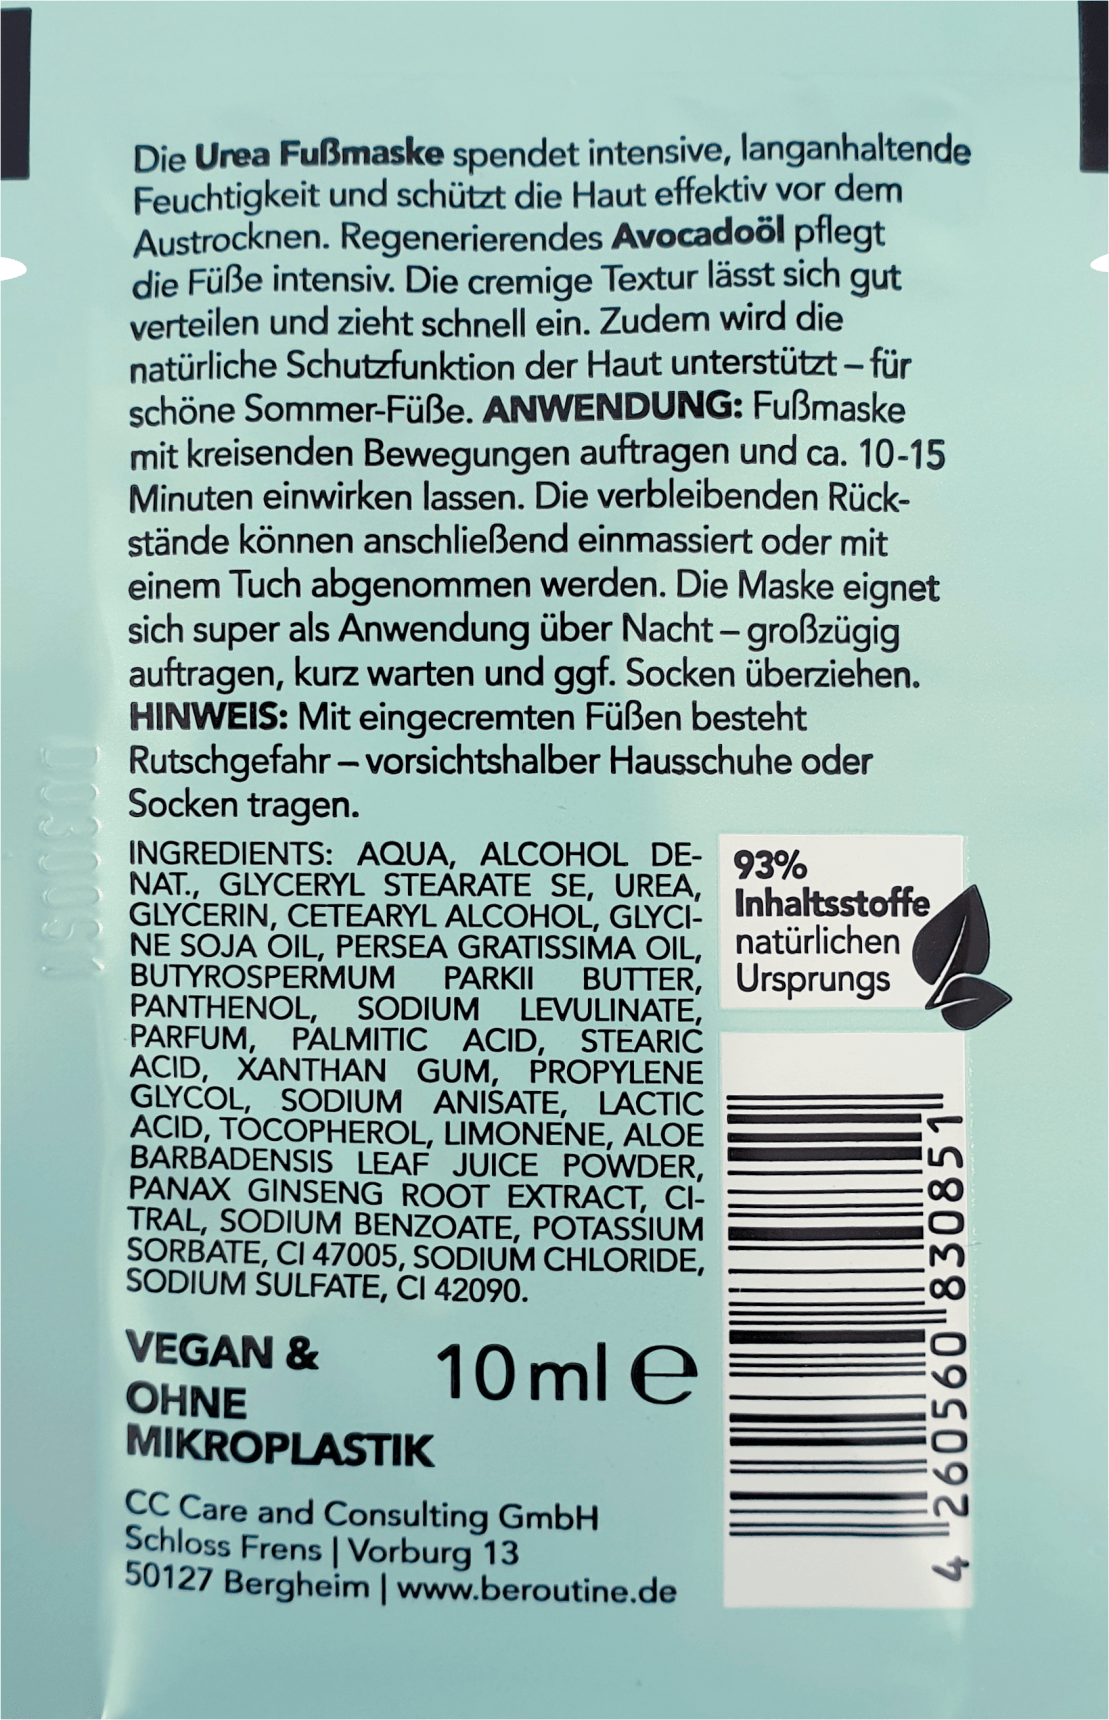 Die Urea Fußmaske spendet intensive, langanhaltende
Feuchtigkeit und schützt die Haut effektiv vor dem
Austrocknen. Regenerierendes Avocadoöl pflegt
die Füße intensiv. Die cremige Textur lässt sich gut
verteilen und zieht schnell ein. Zudem wird die
natürliche Schutzfunktion der Haut unterstützt – für
schöne Sommer-Füße. ANWENDUNG: Fußmaske
mit kreisenden Bewegungen auftragen und ca. 10-15
Minuten einwirken lassen. Die verbleibenden Rück-
stände können anschließend einmassiert oder mit
einem Tuch abgenommen werden. Die Maske eignet
sich super als Anwendung über Nacht – großzügig
auftragen, kurz warten und ggf. Socken überziehen.
HINWEIS: Mit eingecremten Füßen besteht
Rutschgefahr – vorsichtshalber Hausschuhe oder
Socken tragen.
INGREDIENTS: AQUA, ALCOHOL DE-
NAT., GLYCERYL STEARATE SE, UREA,
GLYCERIN, CETEARYL ALCOHOL, GLYCI-
NE SOJA OIL, PERSEA GRATISSIMA OIL,
BUTYROSPERMUM PARKII BUTTER,
PANTHENOL, SODIUM LEVULINATE,
PARFUM, PALMITIC ACID, STEARIC
ACID, XANTHAN GUM, PROPYLENE
GLYCOL, SODIUM ANISATE, LACTIC
ACID, TOCOPHEROL, LIMONENE, ALOE
BARBADENSIS LEAF JUICE POWDER,
PANAX GINSENG ROOT EXTRACT, CI-
TRAL, SODIUM BENZOATE, POTASSIUM
SORBATE, CI 47005, SODIUM CHLORIDE,
SODIUM SULFATE, CI 42090.
93%
Inhaltsstoffe
natürlichen
Ursprungs
VEGAN &
OHNE
MIKROPLASTIK
10 ml e
CC Care and Consulting GmbH
Schloss Frens | Vorburg 13
50127 Bergheim | www.beroutine.de
4 260560 830851